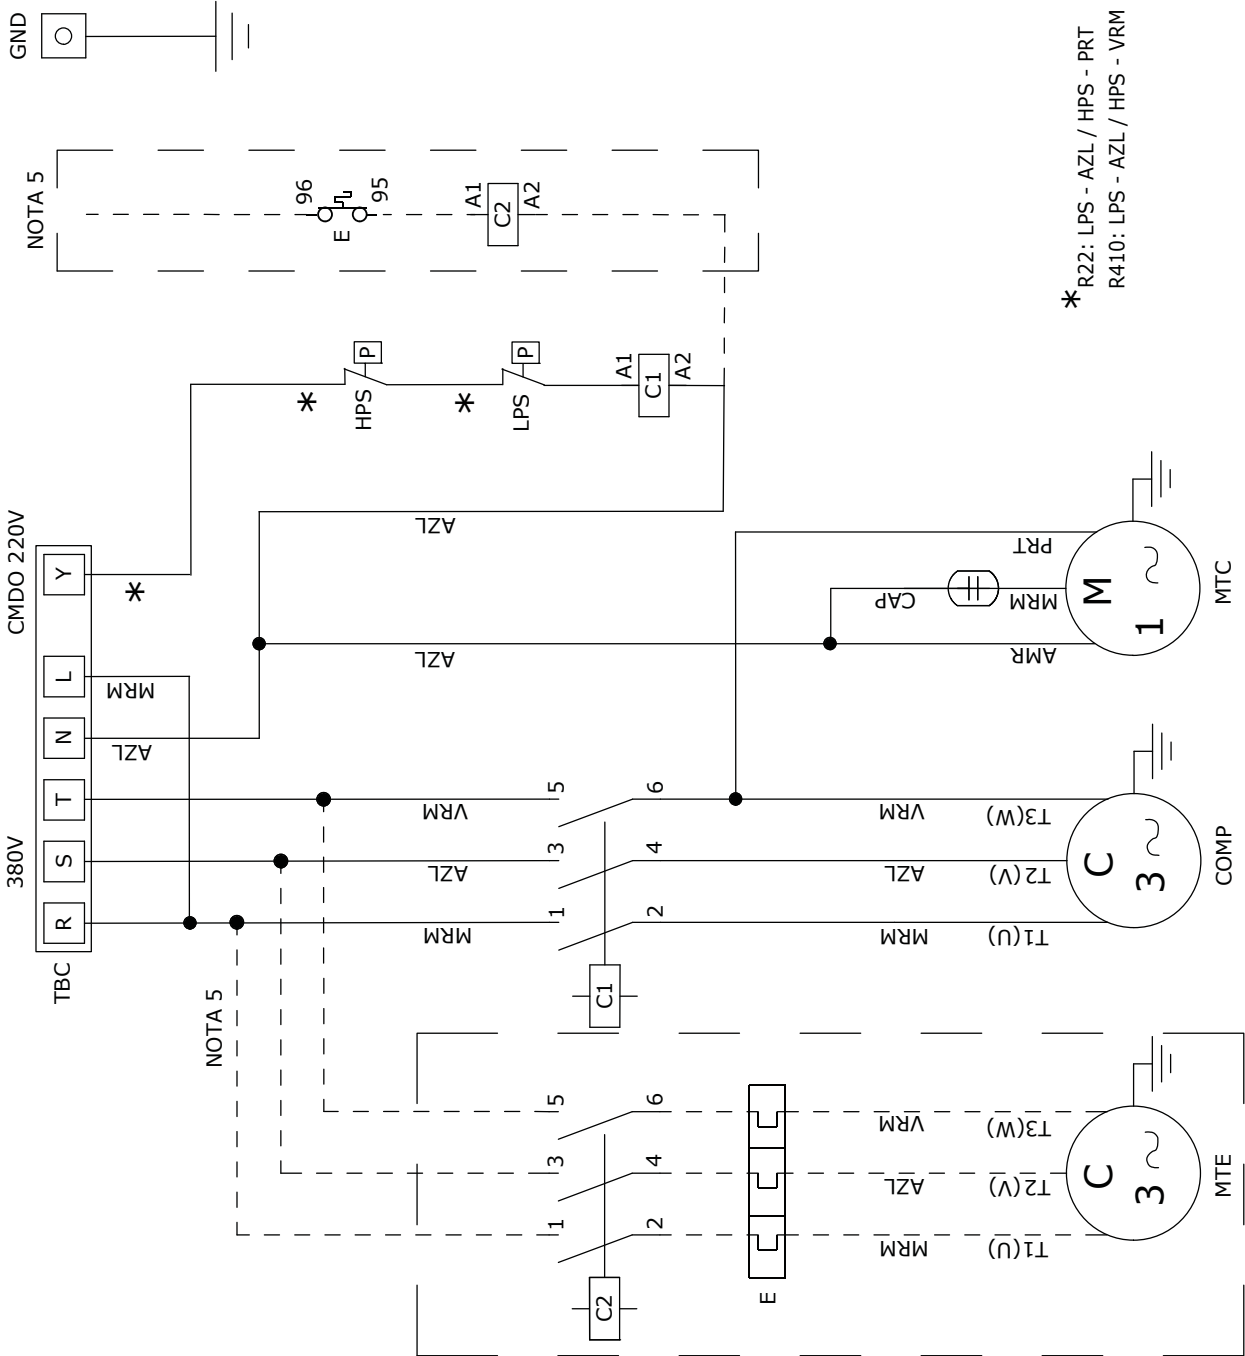 GND
NOTA 5
96
95
E
A1
C2
A2
CMDO 220V
Y
L
N
T
S
R
380V
TBC
*
HPS
P
*
LPS
P
A1
C1
A2
*
AZL
MRM
AZL
AZL
PRT
CAP
MRM
AMR
M
1
MTC
VRM
AZL
MRM
5
6
3
4
1
2
C1
VRM
AZL
MRM
T3(W)
T2(V)
T1(U)
C
3
COMP
NOTA 5
5
6
3
4
1
2
C2
E
VRM
AZL
MRM
T3(W)
T2(V)
T1(U)
C
3
MTE
* R22: LPS - AZL / HPS - PRT
R410: LPS - AZL / HPS - VRM